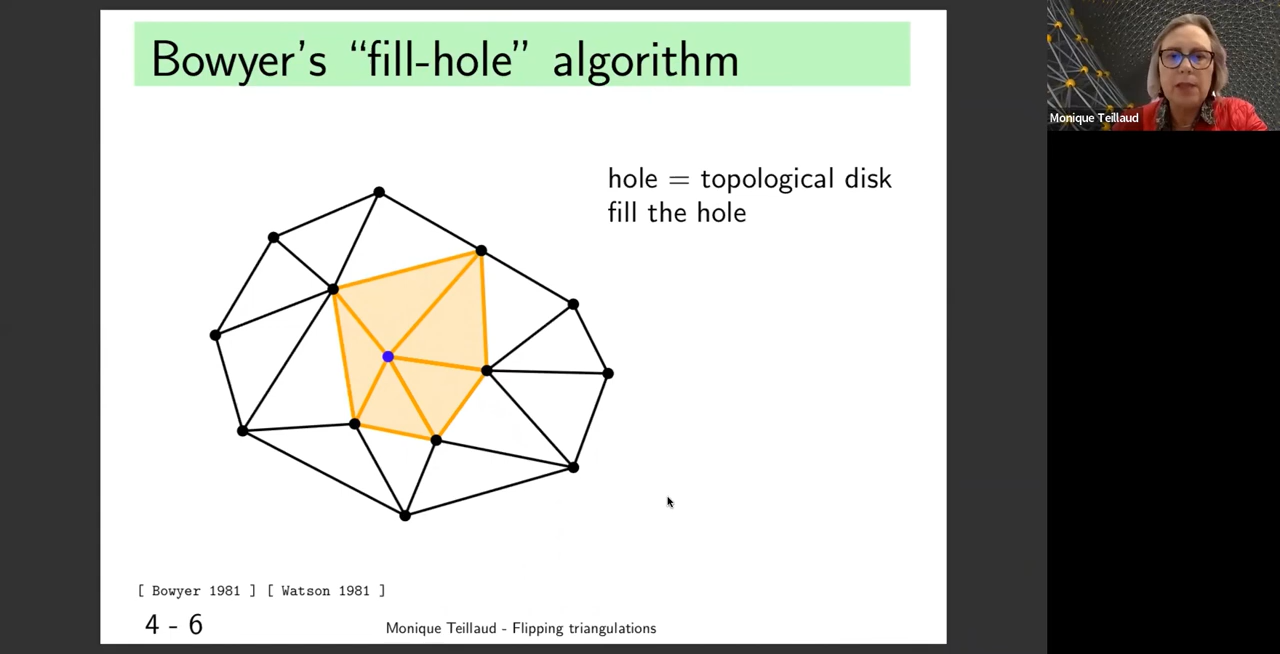 Bowyer's “fill-hole” algorithm
hole = topological disk
fill the hole
[ Bowyer 1981 ] [ Watson 1981 ]
4 - 6
Monique Teillaud - Flipping triangulations
Monique Teillaud